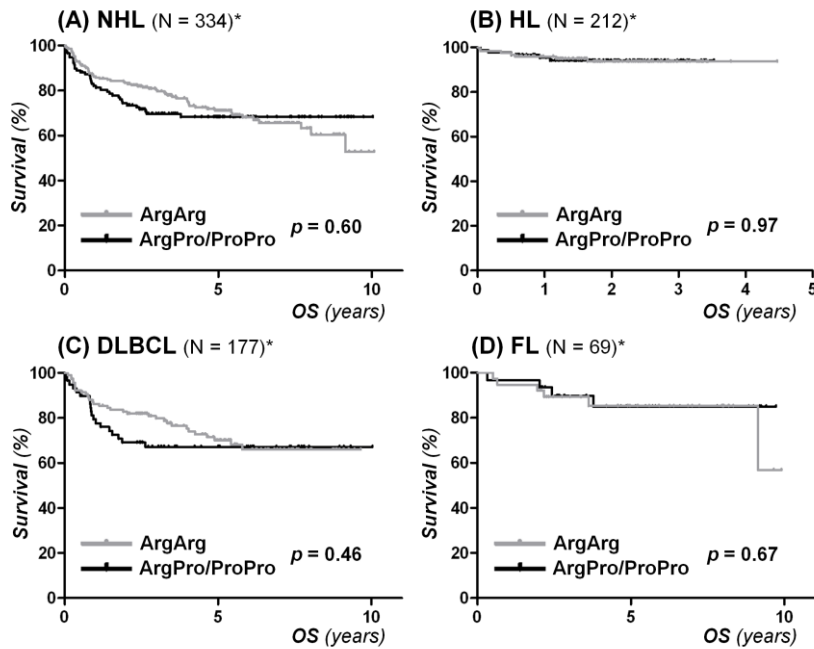 (A) NHL (N = 334)*
100
80
60
40
20
0
Survival (%)
ArgArg
ArgPro/ProPro
p = 0.60
0
5
10
OS (years)
(B) HL (N = 212)*
100
80
60
40
20
0
Survival (%)
ArgArg
ArgPro/ProPro
p = 0.97
0
1
2
3
4
5
OS (years)
(C) DLBCL (N = 177)*
100
80
60
40
20
0
Survival (%)
ArgArg
ArgPro/ProPro
p = 0.46
0
5
10
OS (years)
(D) FL (N = 69)*
100
80
60
40
20
0
Survival (%)
ArgArg
ArgPro/ProPro
p = 0.67
0
5
10
OS (years)